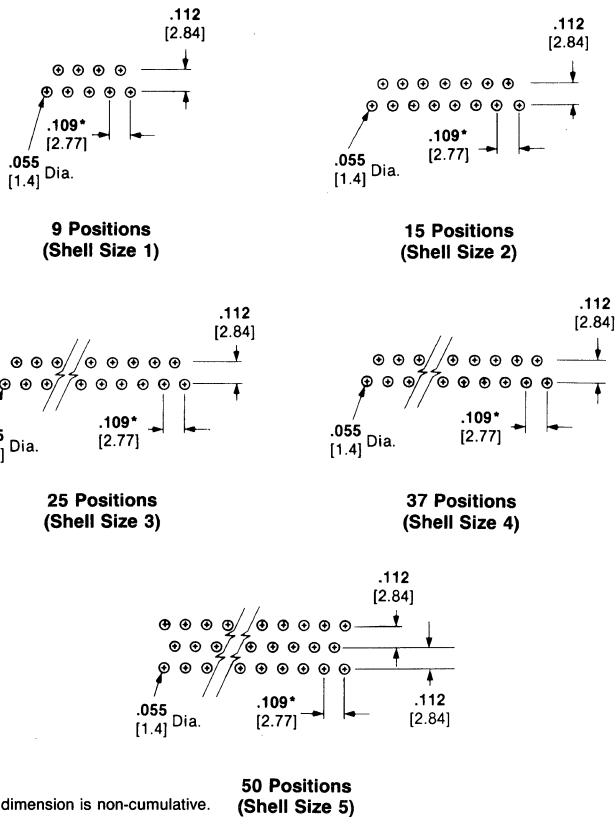 .112
[2.84]
.109*
[2.77]
.055
[1.4] Dia.
9 Positions
(Shell Size 1)
.112
[2.84]
.109*
[2.77]
.055
[1.4] Dia.
15 Positions
(Shell Size 2)
.112
[2.84]
.109*
[2.77]
5
] Dia.
25 Positions
(Shell Size 3)
.112
[2.84]
.109*
[2.77]
.055
[1.4] Dia.
37 Positions
(Shell Size 4)
.112
[2.84]
.109*
[2.77]
.055
[1.4] Dia.
.112
[2.84]
50 Positions
(Shell Size 5)
dimension is non-cumulative.